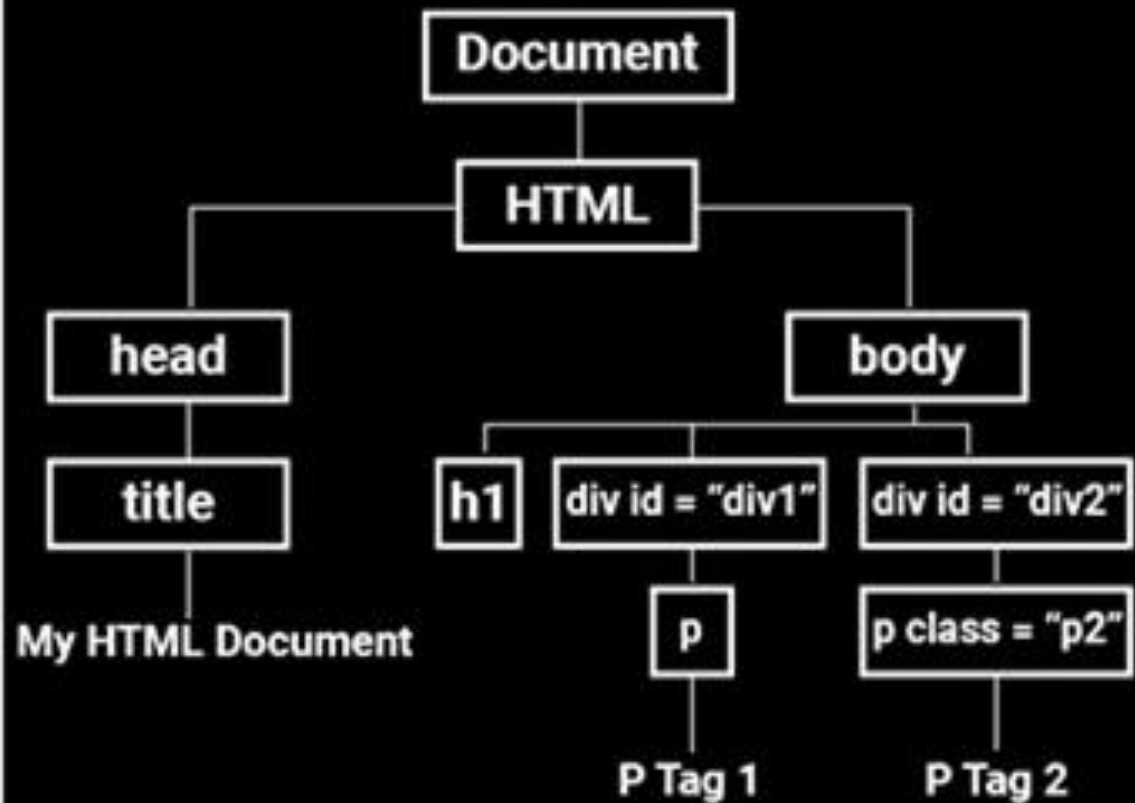 Document
HTML
head
body
title
h1
div id = “div1”
div id = “div2”
My HTML Document
p
p class = “p2”
P Tag 1
P Tag 2